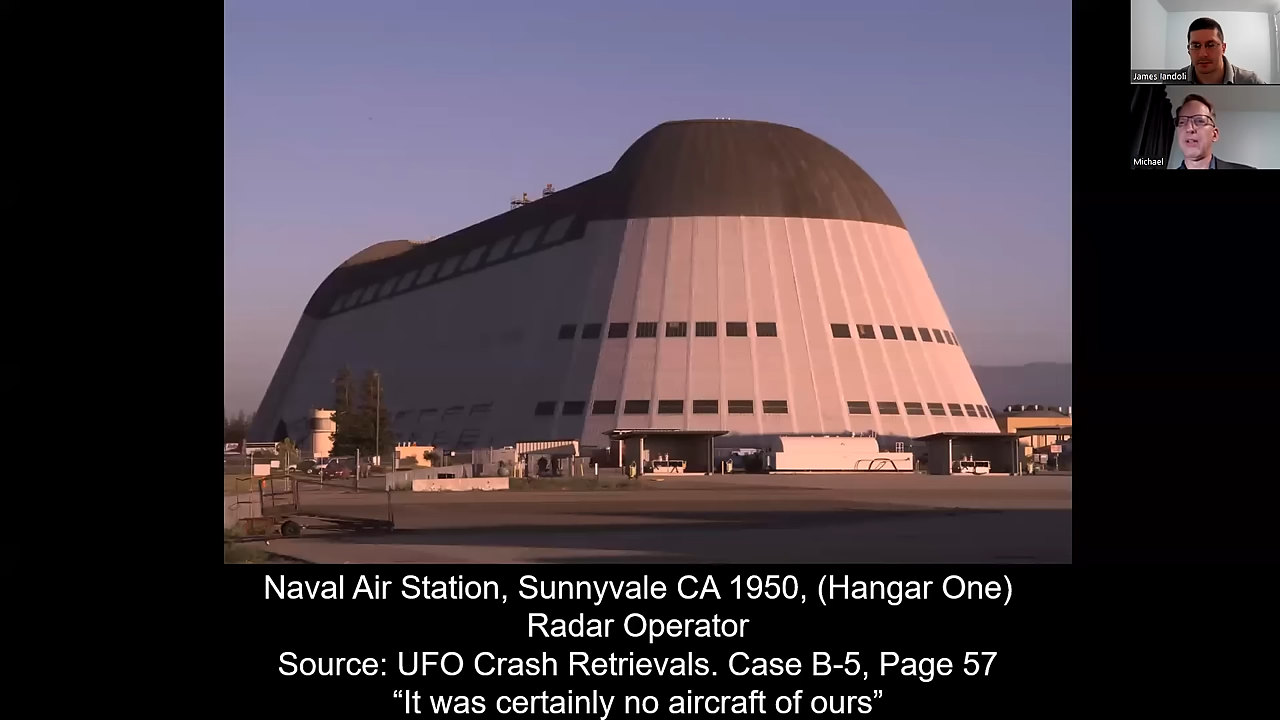 James Iandoli
Michael
Naval Air Station, Sunnyvale CA 1950, (Hangar One)
Radar Operator
Source: UFO Crash Retrievals. Case B-5, Page 57
“It was certainly no aircraft of ours”